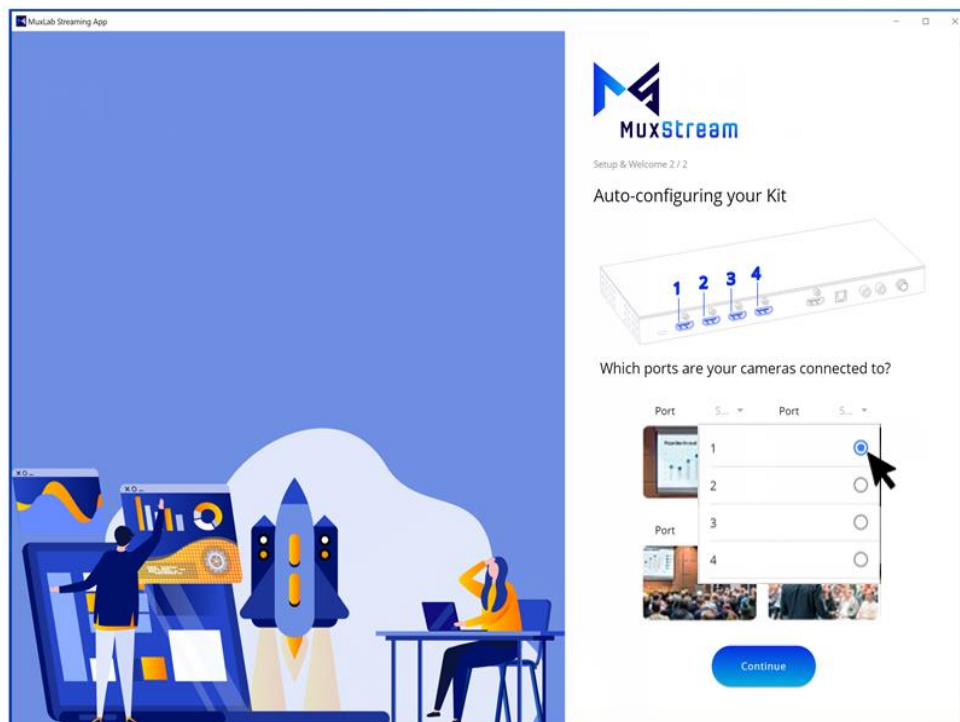 MuxLab Streaming App
MuxStream
Setup & Welcome 2 / 2
Auto-configuring your Kit
1 2 3 4
Which ports are your cameras connected to?
Port S... Port S...
1
2
3
4
Port
Continue